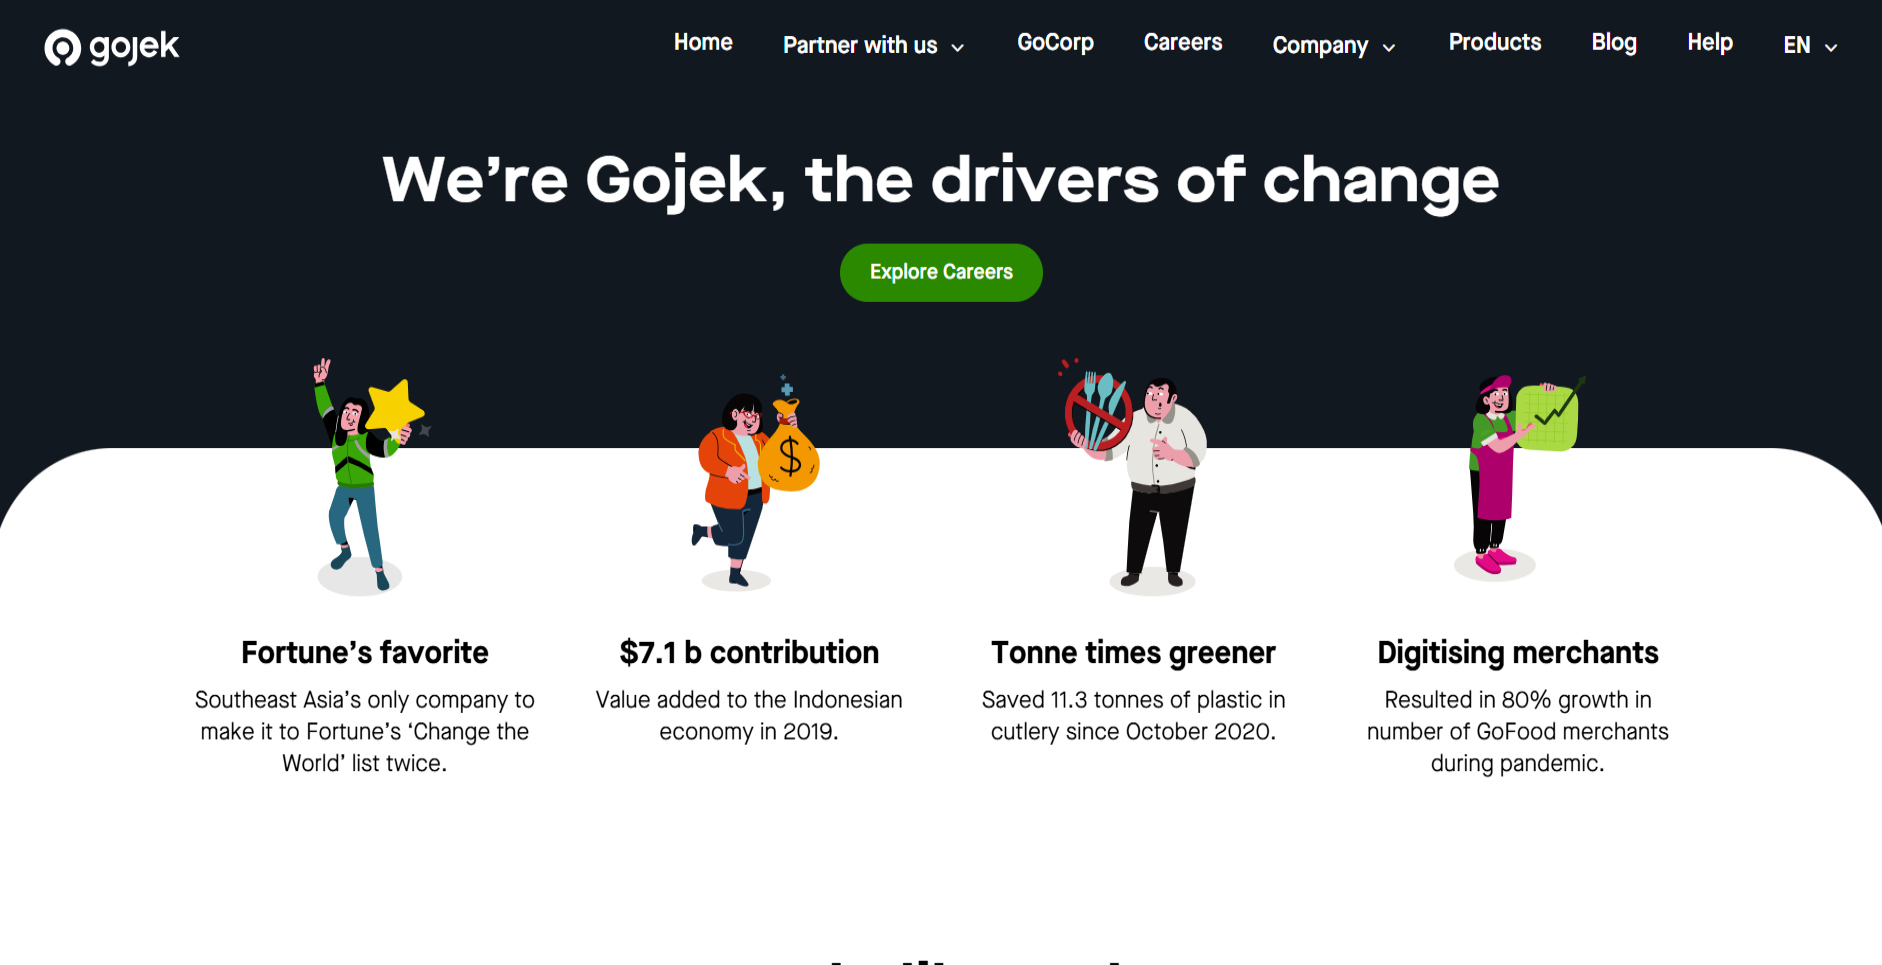 gojek
Home Partner with us GoCorp Careers Company Products Blog Help EN
We’re Gojek, the drivers of change
Explore Careers
$
Fortune’s favorite
Southeast Asia’s only company to
make it to Fortune’s ‘Change the
World’ list twice.
$7.1 b contribution
Value added to the Indonesian
economy in 2019.
Tonne times greener
Saved 11.3 tonnes of plastic in
cutlery since October 2020.
Digitising merchants
Resulted in 80% growth in
number of GoFood merchants
during pandemic.